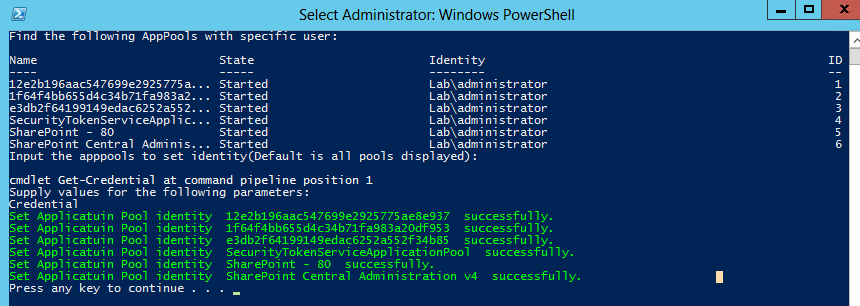 Select Administrator: Windows PowerShell
Find the following AppPools with specific user:
Name State Identity ID
---- ----- -------- --
12e2b196aac547699e2925775a... Started Lab\administrator 1
1f64f4bb655d4c34b71fa983a2... Started Lab\administrator 2
e3db2f64199149edac6252a552... Started Lab\administrator 3
SecurityTokenServiceApplic... Started Lab\administrator 4
SharePoint - 80 Started Lab\administrator 5
SharePoint Central Adminis... Started Lab\administrator 6
Input the apppools to set identity(Default is all pools displayed):
cmdlet Get-Credential at command pipeline position 1
Supply values for the following parameters:
Credential
Set Applicatuin Pool identity 12e2b196aac547699e2925775ae8e937 successfully.
Set Applicatuin Pool identity 1f64f4bb655d4c34b71fa983a20df953 successfully.
Set Applicatuin Pool identity e3db2f64199149edac6252a552f34b85 successfully.
Set Applicatuin Pool identity SecurityTokenServiceApplicationPool successfully.
Set Applicatuin Pool identity SharePoint - 80 successfully.
Set Applicatuin Pool identity SharePoint Central Administration v4 successfully.
Press any key to continue . . .